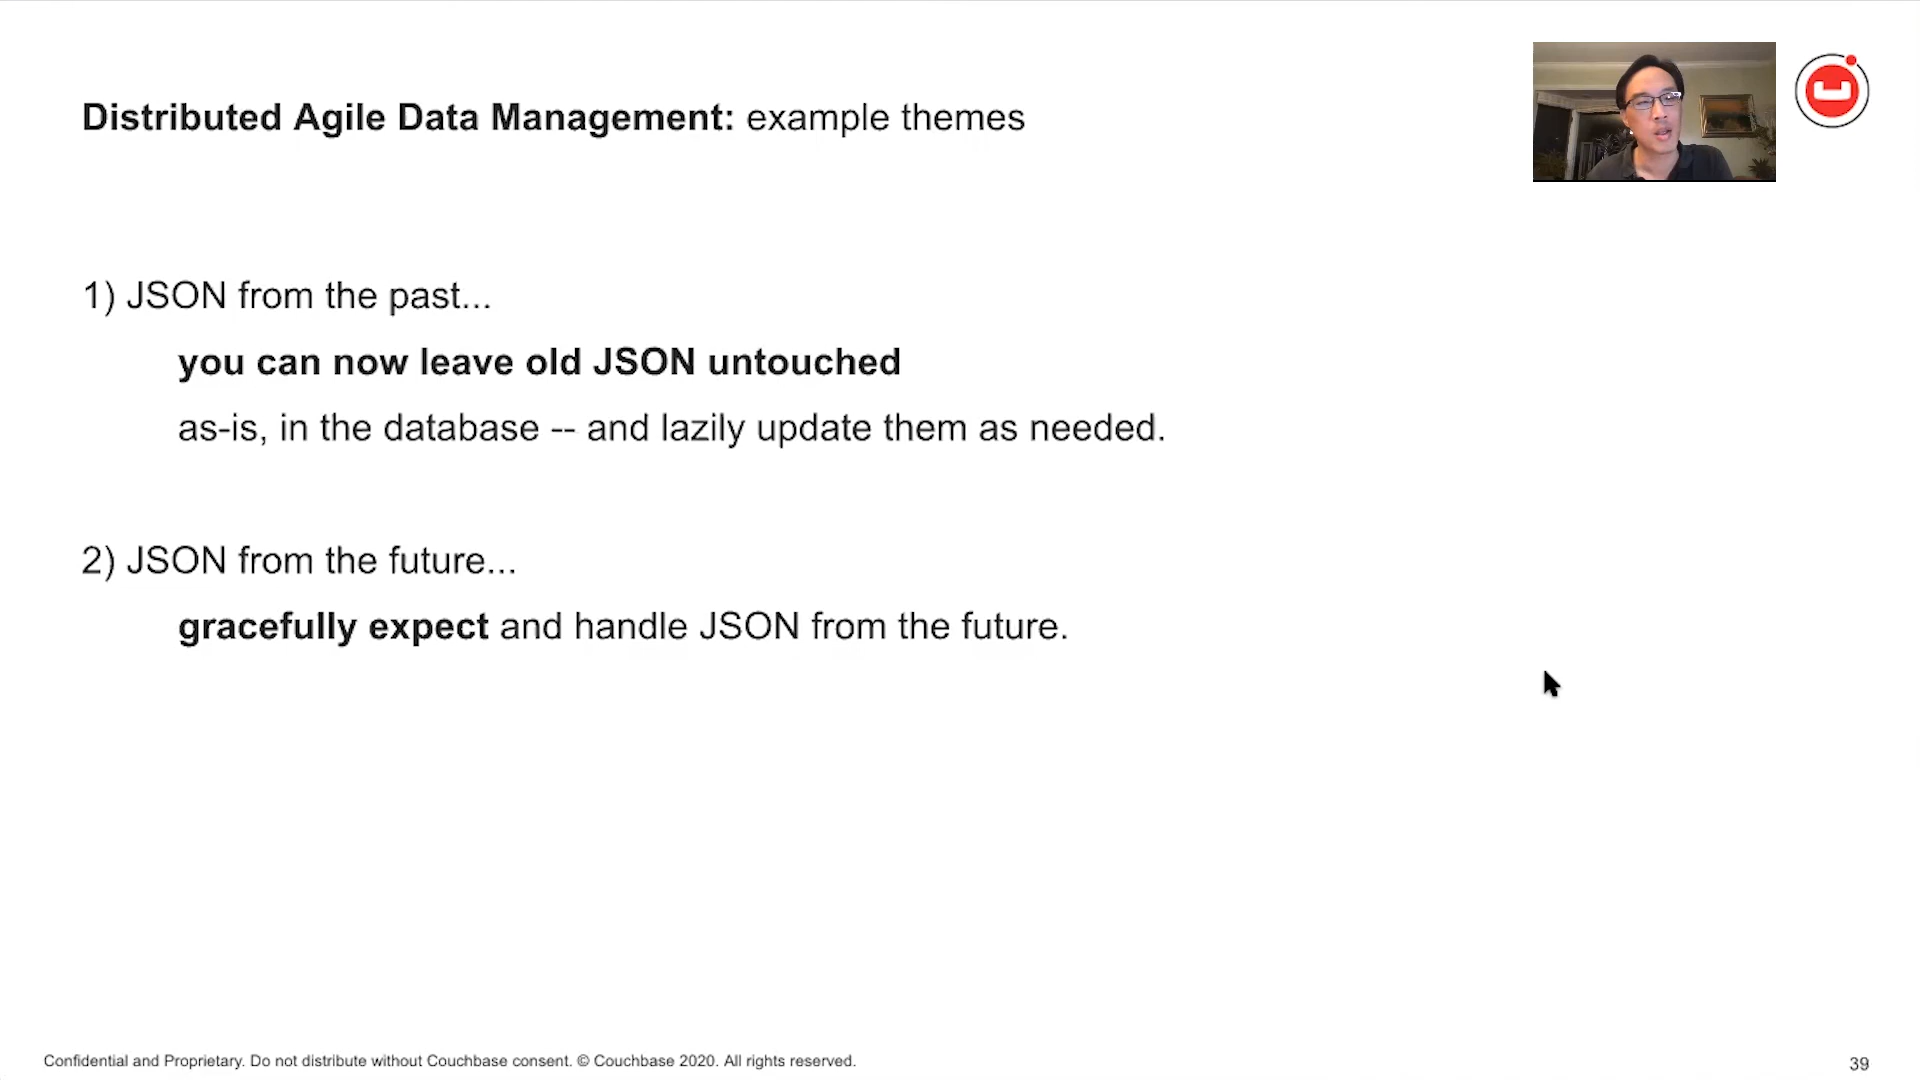 Distributed Agile Data Management: example themes
1) JSON from the past...
you can now leave old JSON untouched
as-is, in the database -- and lazily update them as needed.
2) JSON from the future...
gracefully expect and handle JSON from the future.
Confidential and Proprietary. Do not distribute without Couchbase consent. © Couchbase 2020. All rights reserved.
39